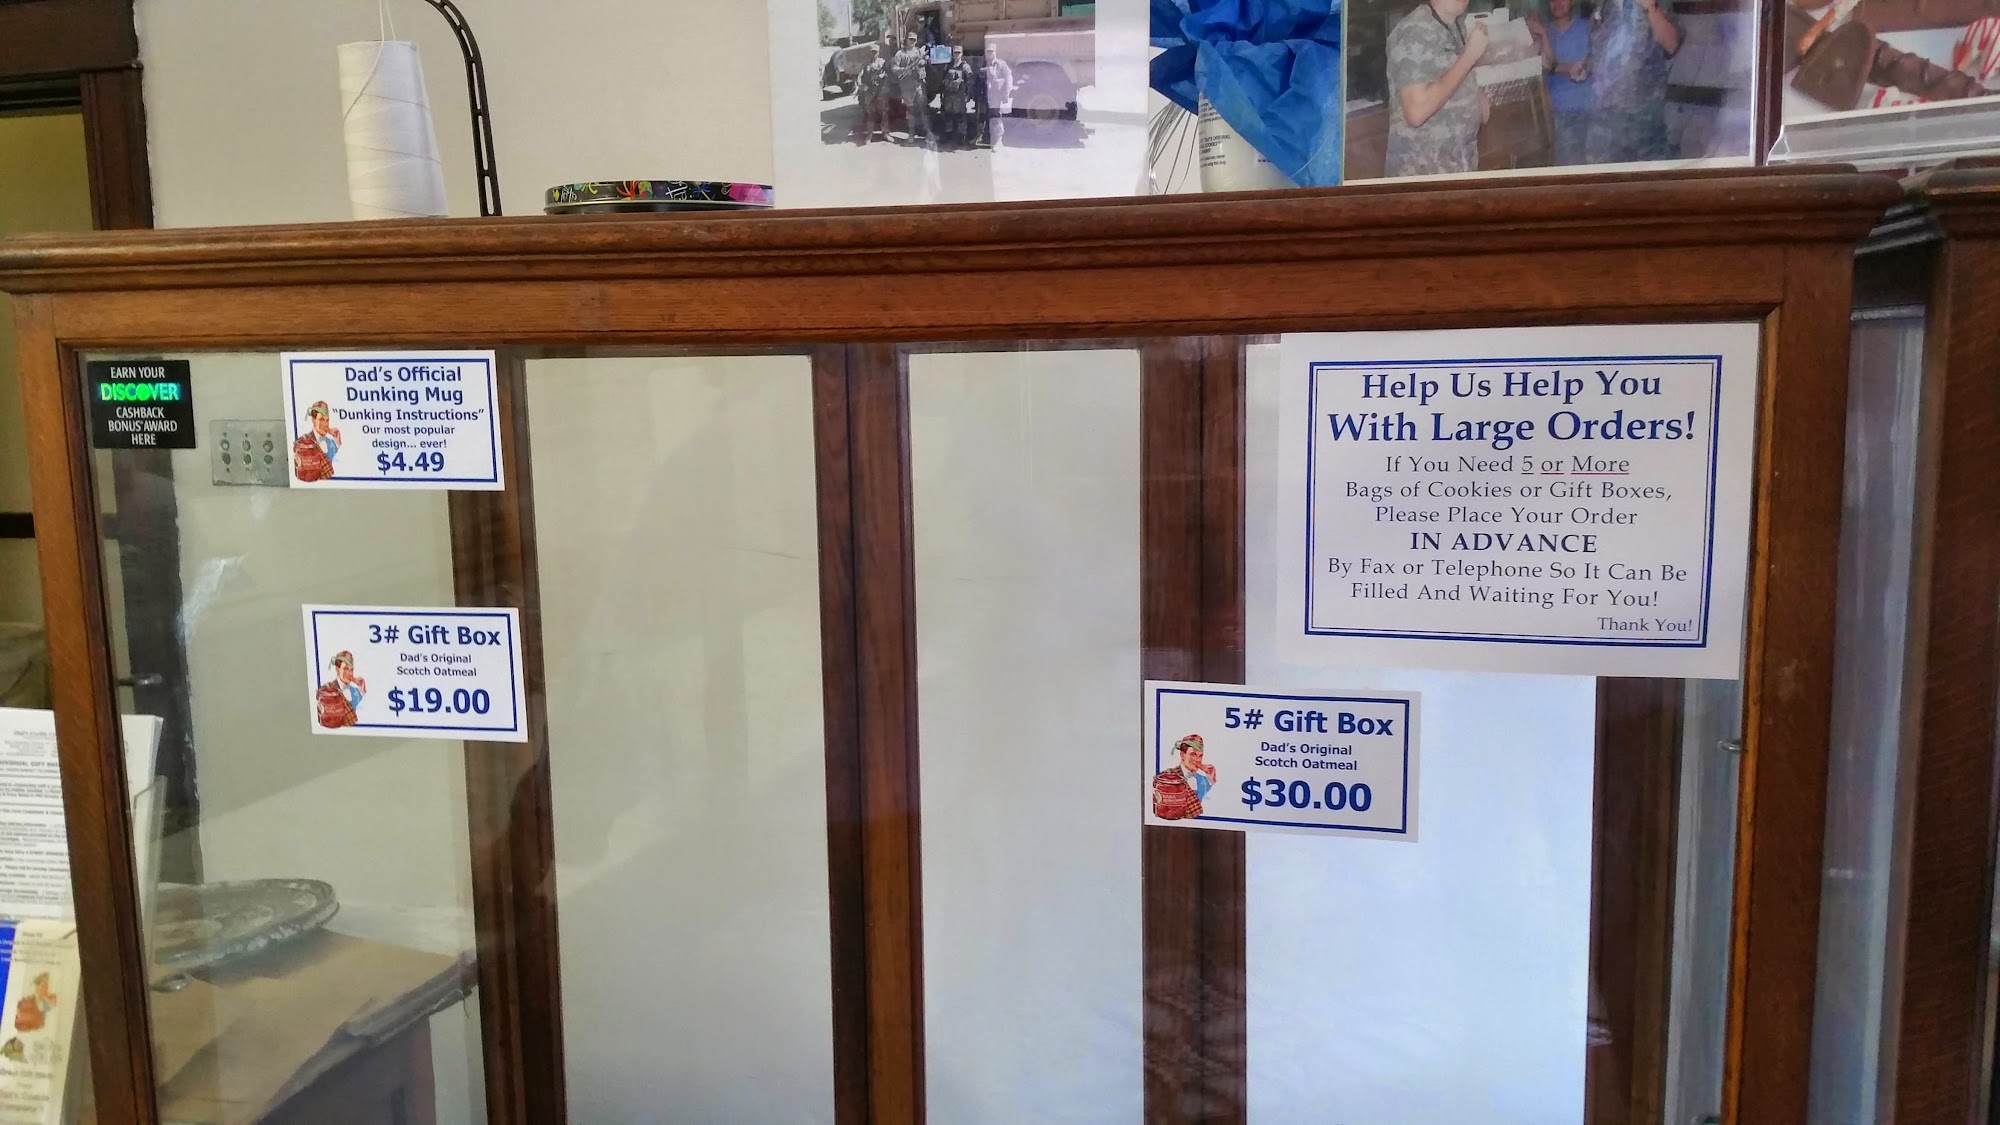 EARN YOUR
DISCOVER
CASHBACK
BONUS AWARD
HERE
Dad's Official
Dunking Mug
"Dunking Instructions"
Our most popular
design... ever!
$4.49
3# Gift Box
Dad's Original
Scotch Oatmeal
$19.00
Help Us Help You
With Large Orders!
If You Need 5 or More
Bags of Cookies or Gift Boxes,
Please Place Your Order
IN ADVANCE
By Fax or Telephone So It Can Be
Filled And Waiting For You!
Thank You!
5# Gift Box
Dad's Original
Scotch Oatmeal
$30.00